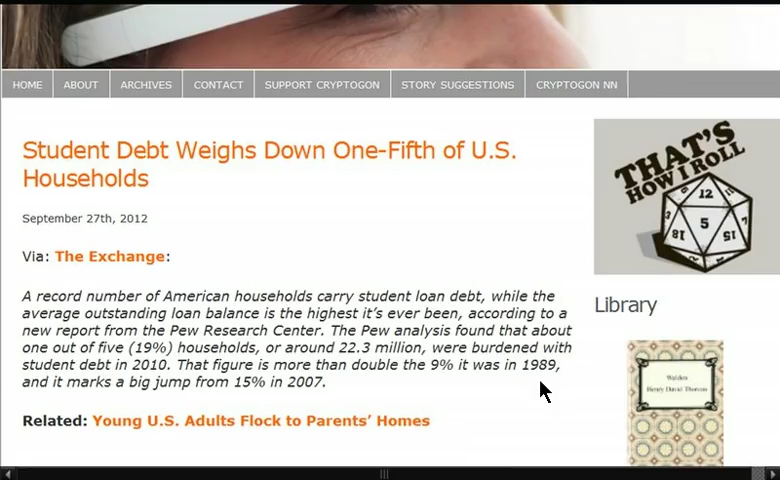 HOME ABOUT ARCHIVES CONTACT SUPPORT CRYPTOGON STORY SUGGESTIONS CRYPTOGON NN
Student Debt Weighs Down One-Fifth of U.S.
Households
September 27th, 2012
Via: The Exchange:
A record number of American households carry student loan debt, while the
average outstanding loan balance is the highest it's ever been, according to a
new report from the Pew Research Center. The Pew analysis found that about
one out of five (19%) households, or around 22.3 million, were burdened with
student debt in 2010. That figure is more than double the 9% it was in 1989,
and it marks a big jump from 15% in 2007.
Related: Young U.S. Adults Flock to Parents' Homes
THAT'S
HOW I ROLL
12
5
18
15
Library
Walden
Henry David Thoreau